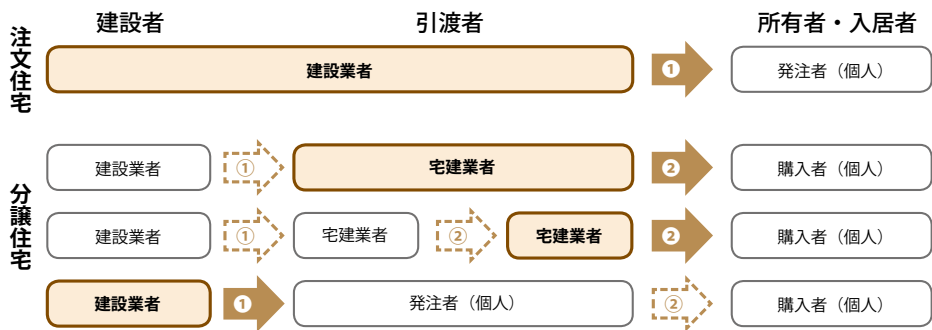 建設者 引渡者 所有者・入居者
注文住宅
建設業者 ❶ 発注者（個人）
分譲住宅
建設業者 ① 宅建業者 ❷ 購入者（個人）
建設業者 ① 宅建業者 ② 宅建業者 ❷ 購入者（個人）
建設業者 ❶ 発注者（個人） ② 購入者（個人）